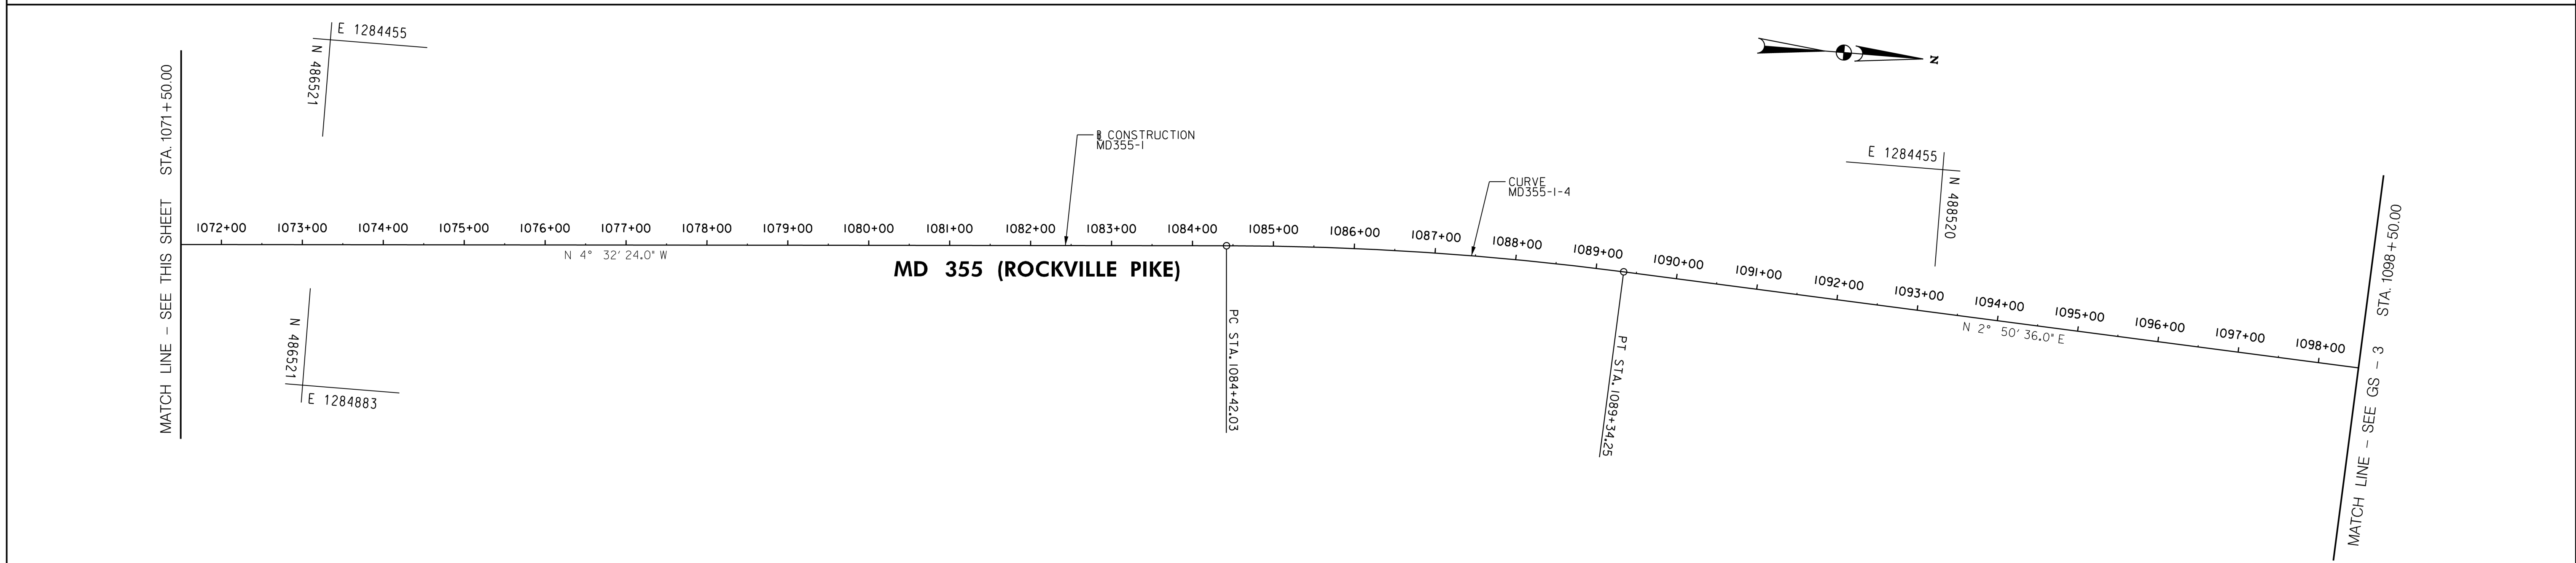 E 1284455
N 486521
MATCH LINE - SEE THIS SHEET STA. 1071+50.00
N
B CONSTRUCTION
MD355-1
CURVE
MD355-1-4
E 1284455
N 488520
1072+00 1073+00 1074+00 1075+00 1076+00 1077+00 1078+00 1079+00 1080+00 1081+00 1082+00 1083+00 1084+00 1085+00 1086+00 1087+00 1088+00 1089+00 1090+00 1091+00 1092+00 1093+00 1094+00 1095+00 1096+00 1097+00 1098+00
N 4° 32' 24.0" W
MD 355 (ROCKVILLE PIKE)
N 2° 50' 36.0" E
PC STA. 1084+42.03
PT STA. 1089+34.25
N 486521
E 1284883
MATCH LINE - SEE GS - 3 STA. 1098+50.00